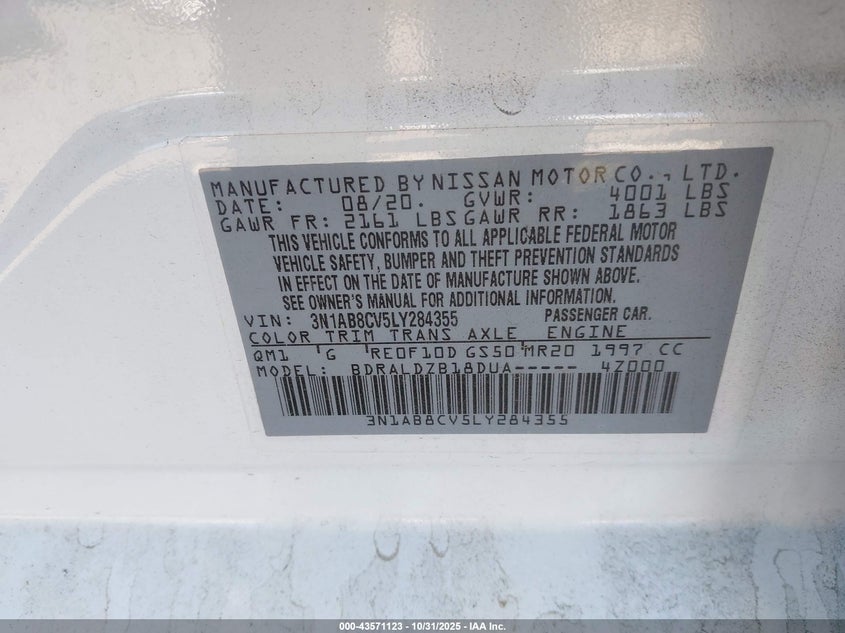 MANUFACTURED BY NISSAN MOTOR CO., LTD.
DATE: 08/20. GVWR: 4001 LBS
GAWR FR: 2161 LBS GAWR RR: 1863 LBS
THIS VEHICLE CONFORMS TO ALL APPLICABLE FEDERAL MOTOR
VEHICLE SAFETY, BUMPER AND THEFT PREVENTION STANDARDS
IN EFFECT ON THE DATE OF MANUFACTURE SHOWN ABOVE.
SEE OWNER'S MANUAL FOR ADDITIONAL INFORMATION.
VIN: 3N1AB8CV5LY284355 PASSENGER CAR.
COLOR TRIM TRANS AXLE ENGINE
QM1 G RE0F10D GS50 MR20 1997 CC
MODEL: BDRALDZB18DUA----- 4Z000
3N1AB8CV5LY284355
000-43571123 - 10/31/2025 - IAA Inc.